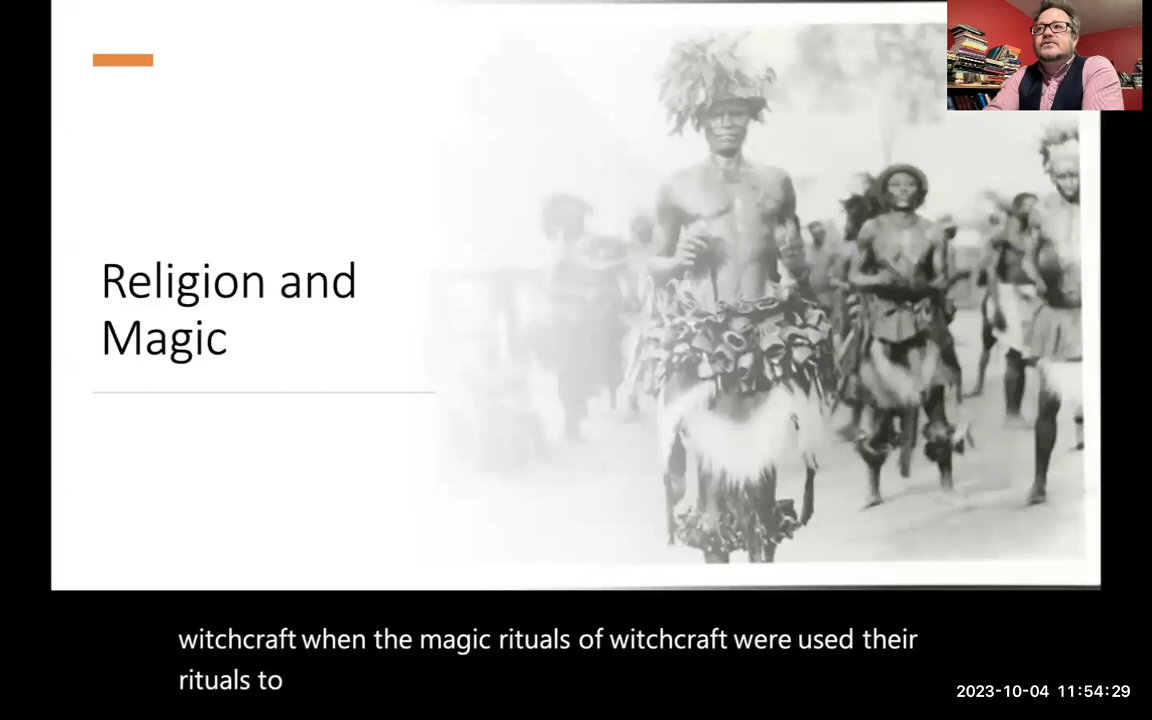 Religion and
Magic
witchcraft when the magic rituals of witchcraft were used their
rituals to
2023-10-04 11:54:29